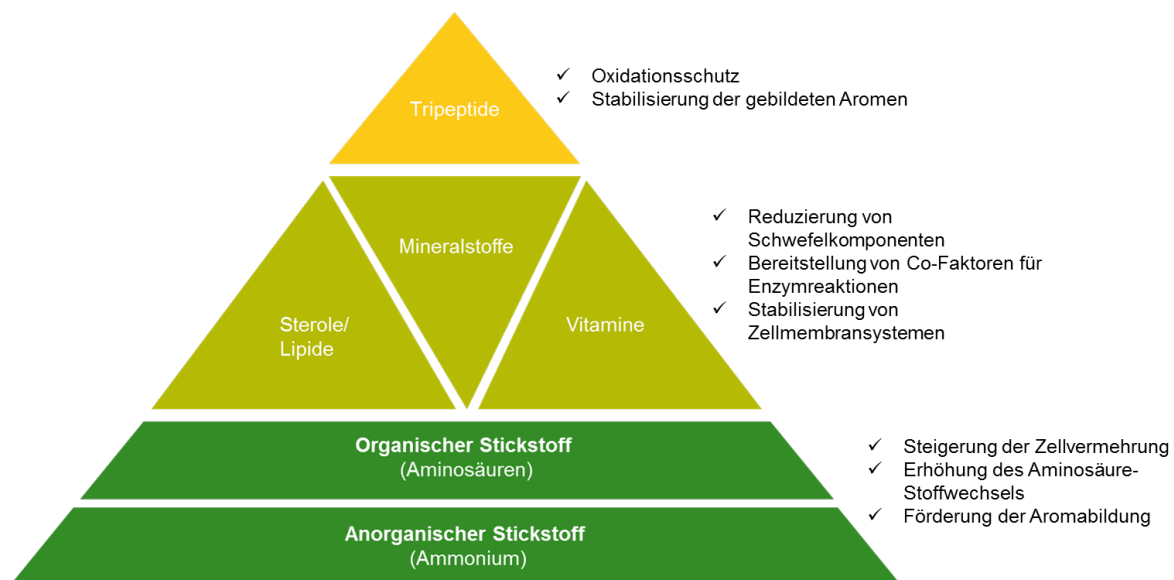 Tripeptide
✓ Oxidationsschutz
✓ Stabilisierung der gebildeten Aromen
Mineralstoffe
Sterole/
Lipide
Vitamine
✓ Reduzierung von
Schwefelkomponenten
✓ Bereitstellung von Co-Faktoren für
Enzymreaktionen
✓ Stabilisierung von
Zellmembransystemen
Organischer Stickstoff
(Aminosäuren)
Anorganischer Stickstoff
(Ammonium)
✓ Steigerung der Zellvermehrung
✓ Erhöhung des Aminosäure-
Stoffwechsels
✓ Förderung der Aromabildung